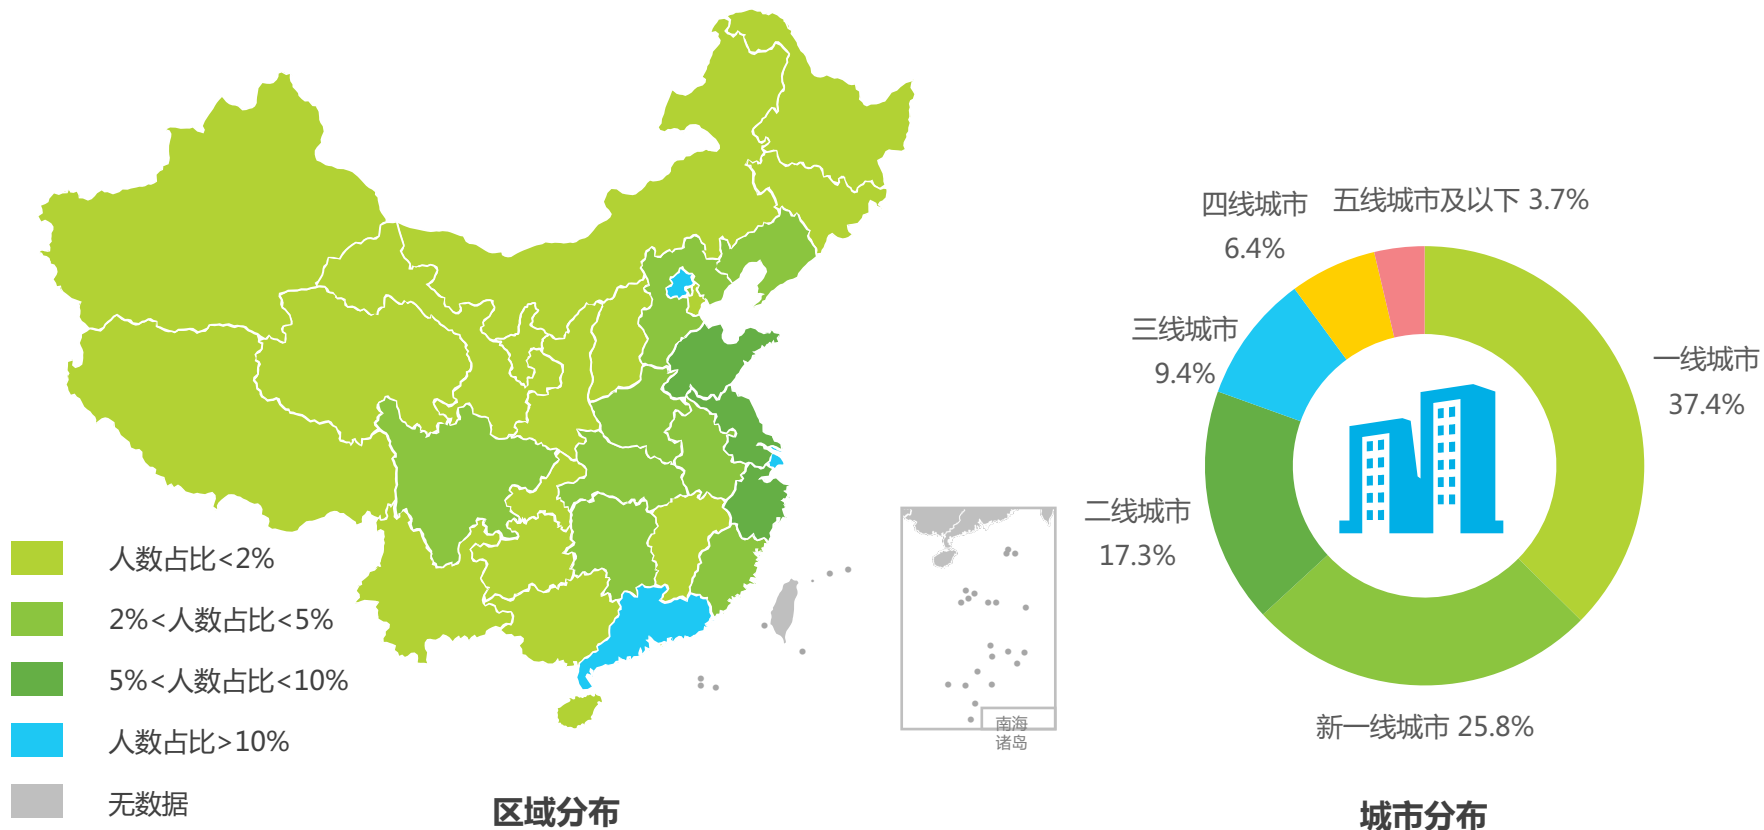 人数占比<2%
2%<人数占比<5%
5%<人数占比<10%
人数占比>10%
无数据
南海
诸岛
区域分布
四线城市
6.4%
五线城市及以下 3.7%
三线城市
9.4%
一线城市
37.4%
二线城市
17.3%
新一线城市 25.8%
城市分布